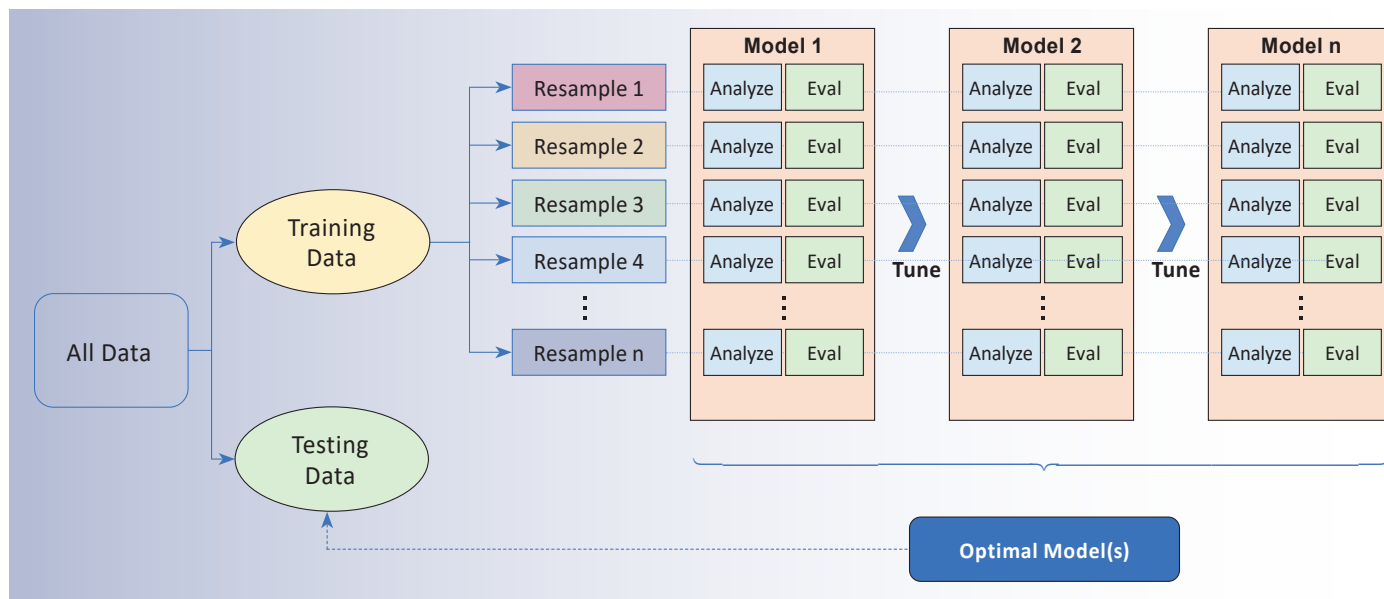 Model 1
Model 2
Model n
Resample 1
Analyze
Eval
Analyze
Eval
Analyze
Eval
Resample 2
Analyze
Eval
Analyze
Eval
Analyze
Eval
Resample 3
Analyze
Eval
Analyze
Eval
Analyze
Eval
Training
Data
Resample 4
Analyze
Eval
Tune
Analyze
Eval
Tune
Analyze
Eval
All Data
Resample n
Analyze
Eval
Analyze
Eval
Analyze
Eval
Testing
Data
Optimal Model(s)